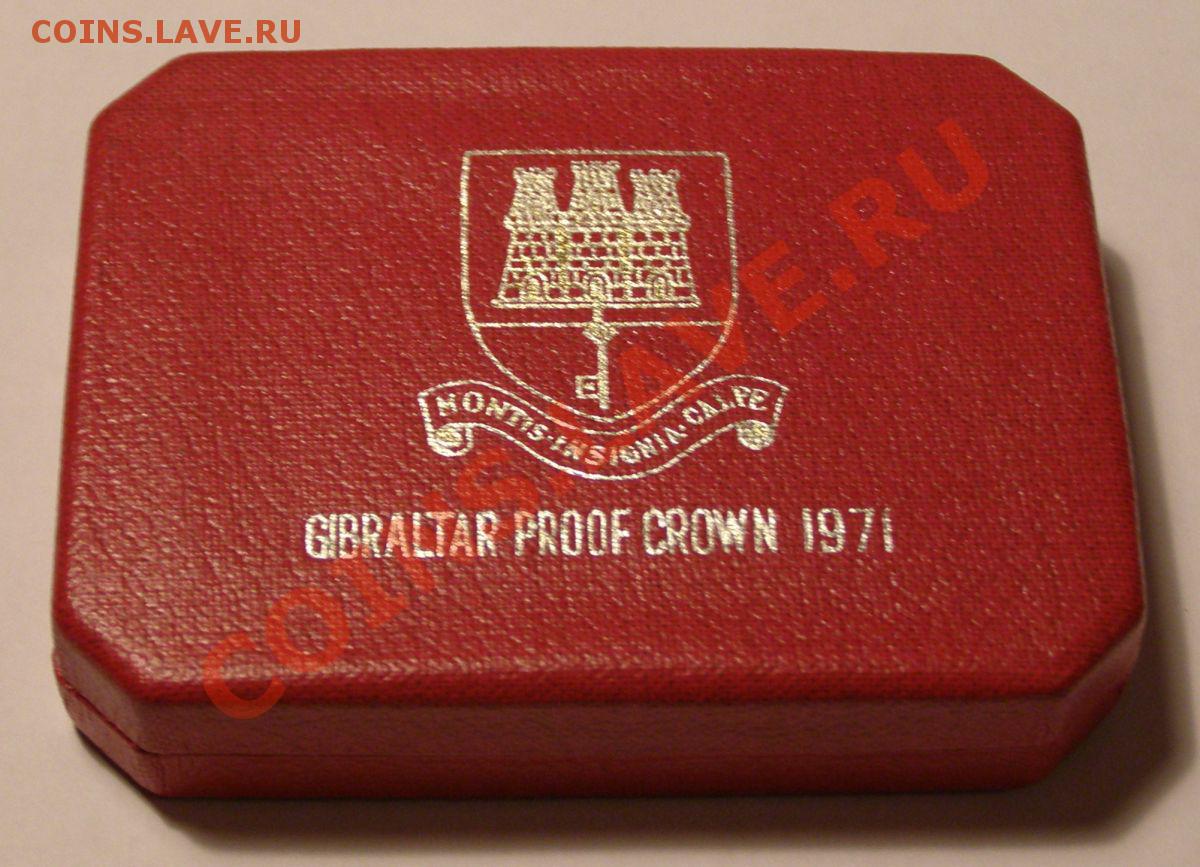 COINS.LAVE.RU
MONTIS·INSIGNIA·CALPE
GIBRALTAR PROOF CROWN 1971
COINS.LAVE.RU